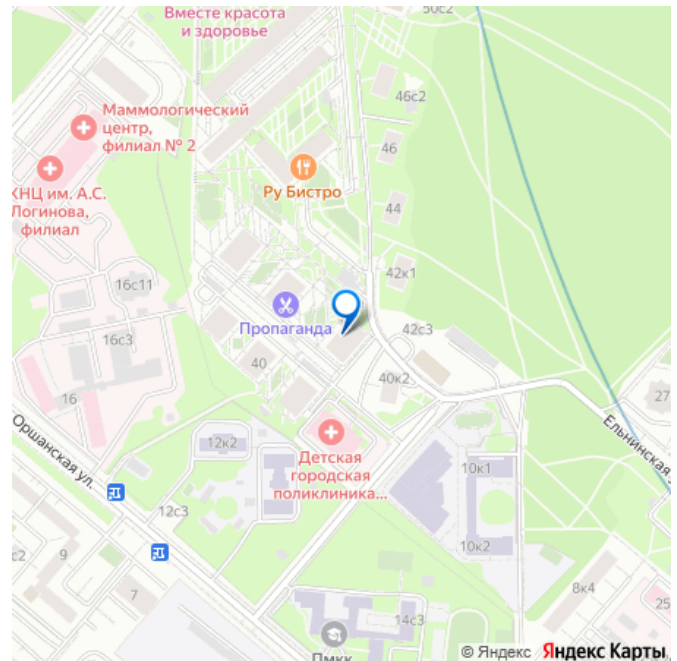 50с2
Вместе красота
и здоровье
46с2
Маммологический
центр,
филиал № 2
46
Ру Бистро
КНЦ им. А.С.
Логинова,
филиал
44
42к1
16с11
Пропаганда
42с3
16с3
40
40к2
16
27
Ельнинская
Оршанская ул.
12к2
Детская
городская
поликлиника...
10к1
12с3
10к2
с2
9
7
8к4
25
14с3
Пмкк
© Яндекс Яндекс Карты